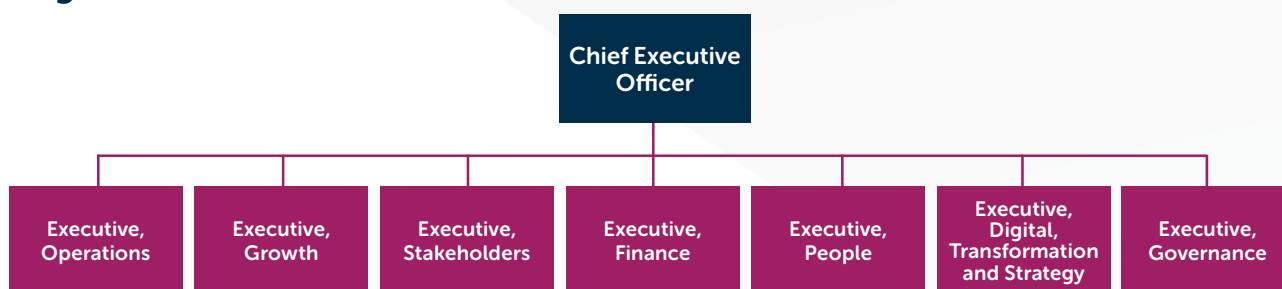 Chief Executive
Officer
Executive,
Operations
Executive,
Growth
Executive,
Stakeholders
Executive,
Finance
Executive,
People
Executive,
Digital,
Transformation
and Strategy
Executive,
Governance